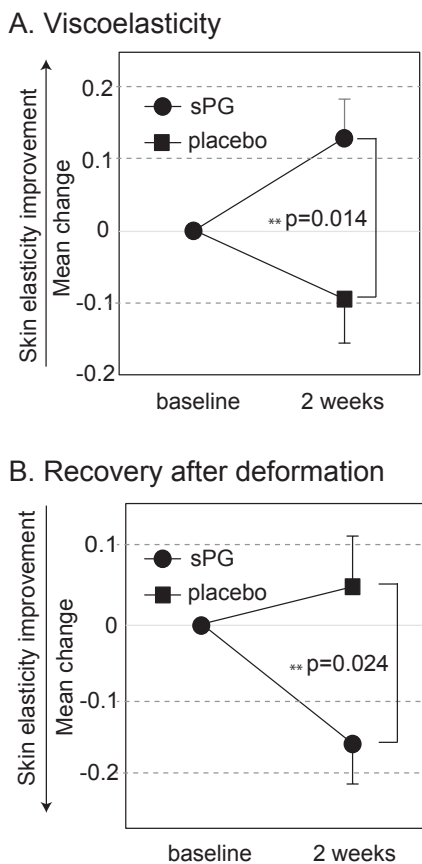 A. Viscoelasticity
Skin elasticity improvement
Mean change
0.2
0.1
0
-0.1
-0.2
sPG
placebo
**p=0.014
baseline 2 weeks
B. Recovery after deformation
Skin elasticity improvement
Mean change
0.1
0
-0.1
-0.2
sPG
placebo
**p=0.024
baseline 2 weeks